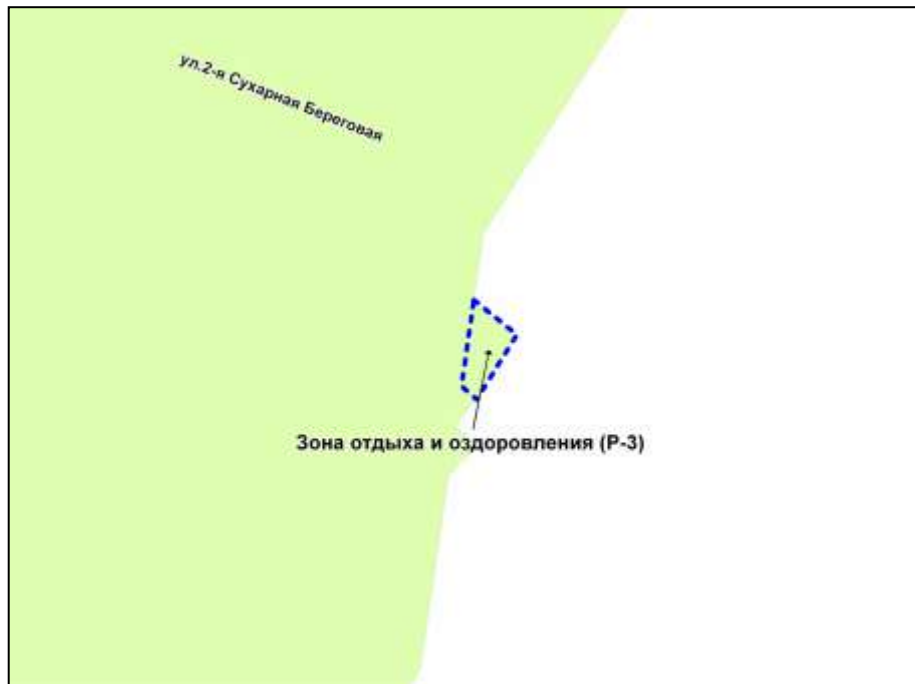 ул.2-я Сухарная Береговая
Зона отдыха и оздоровления (Р-3)